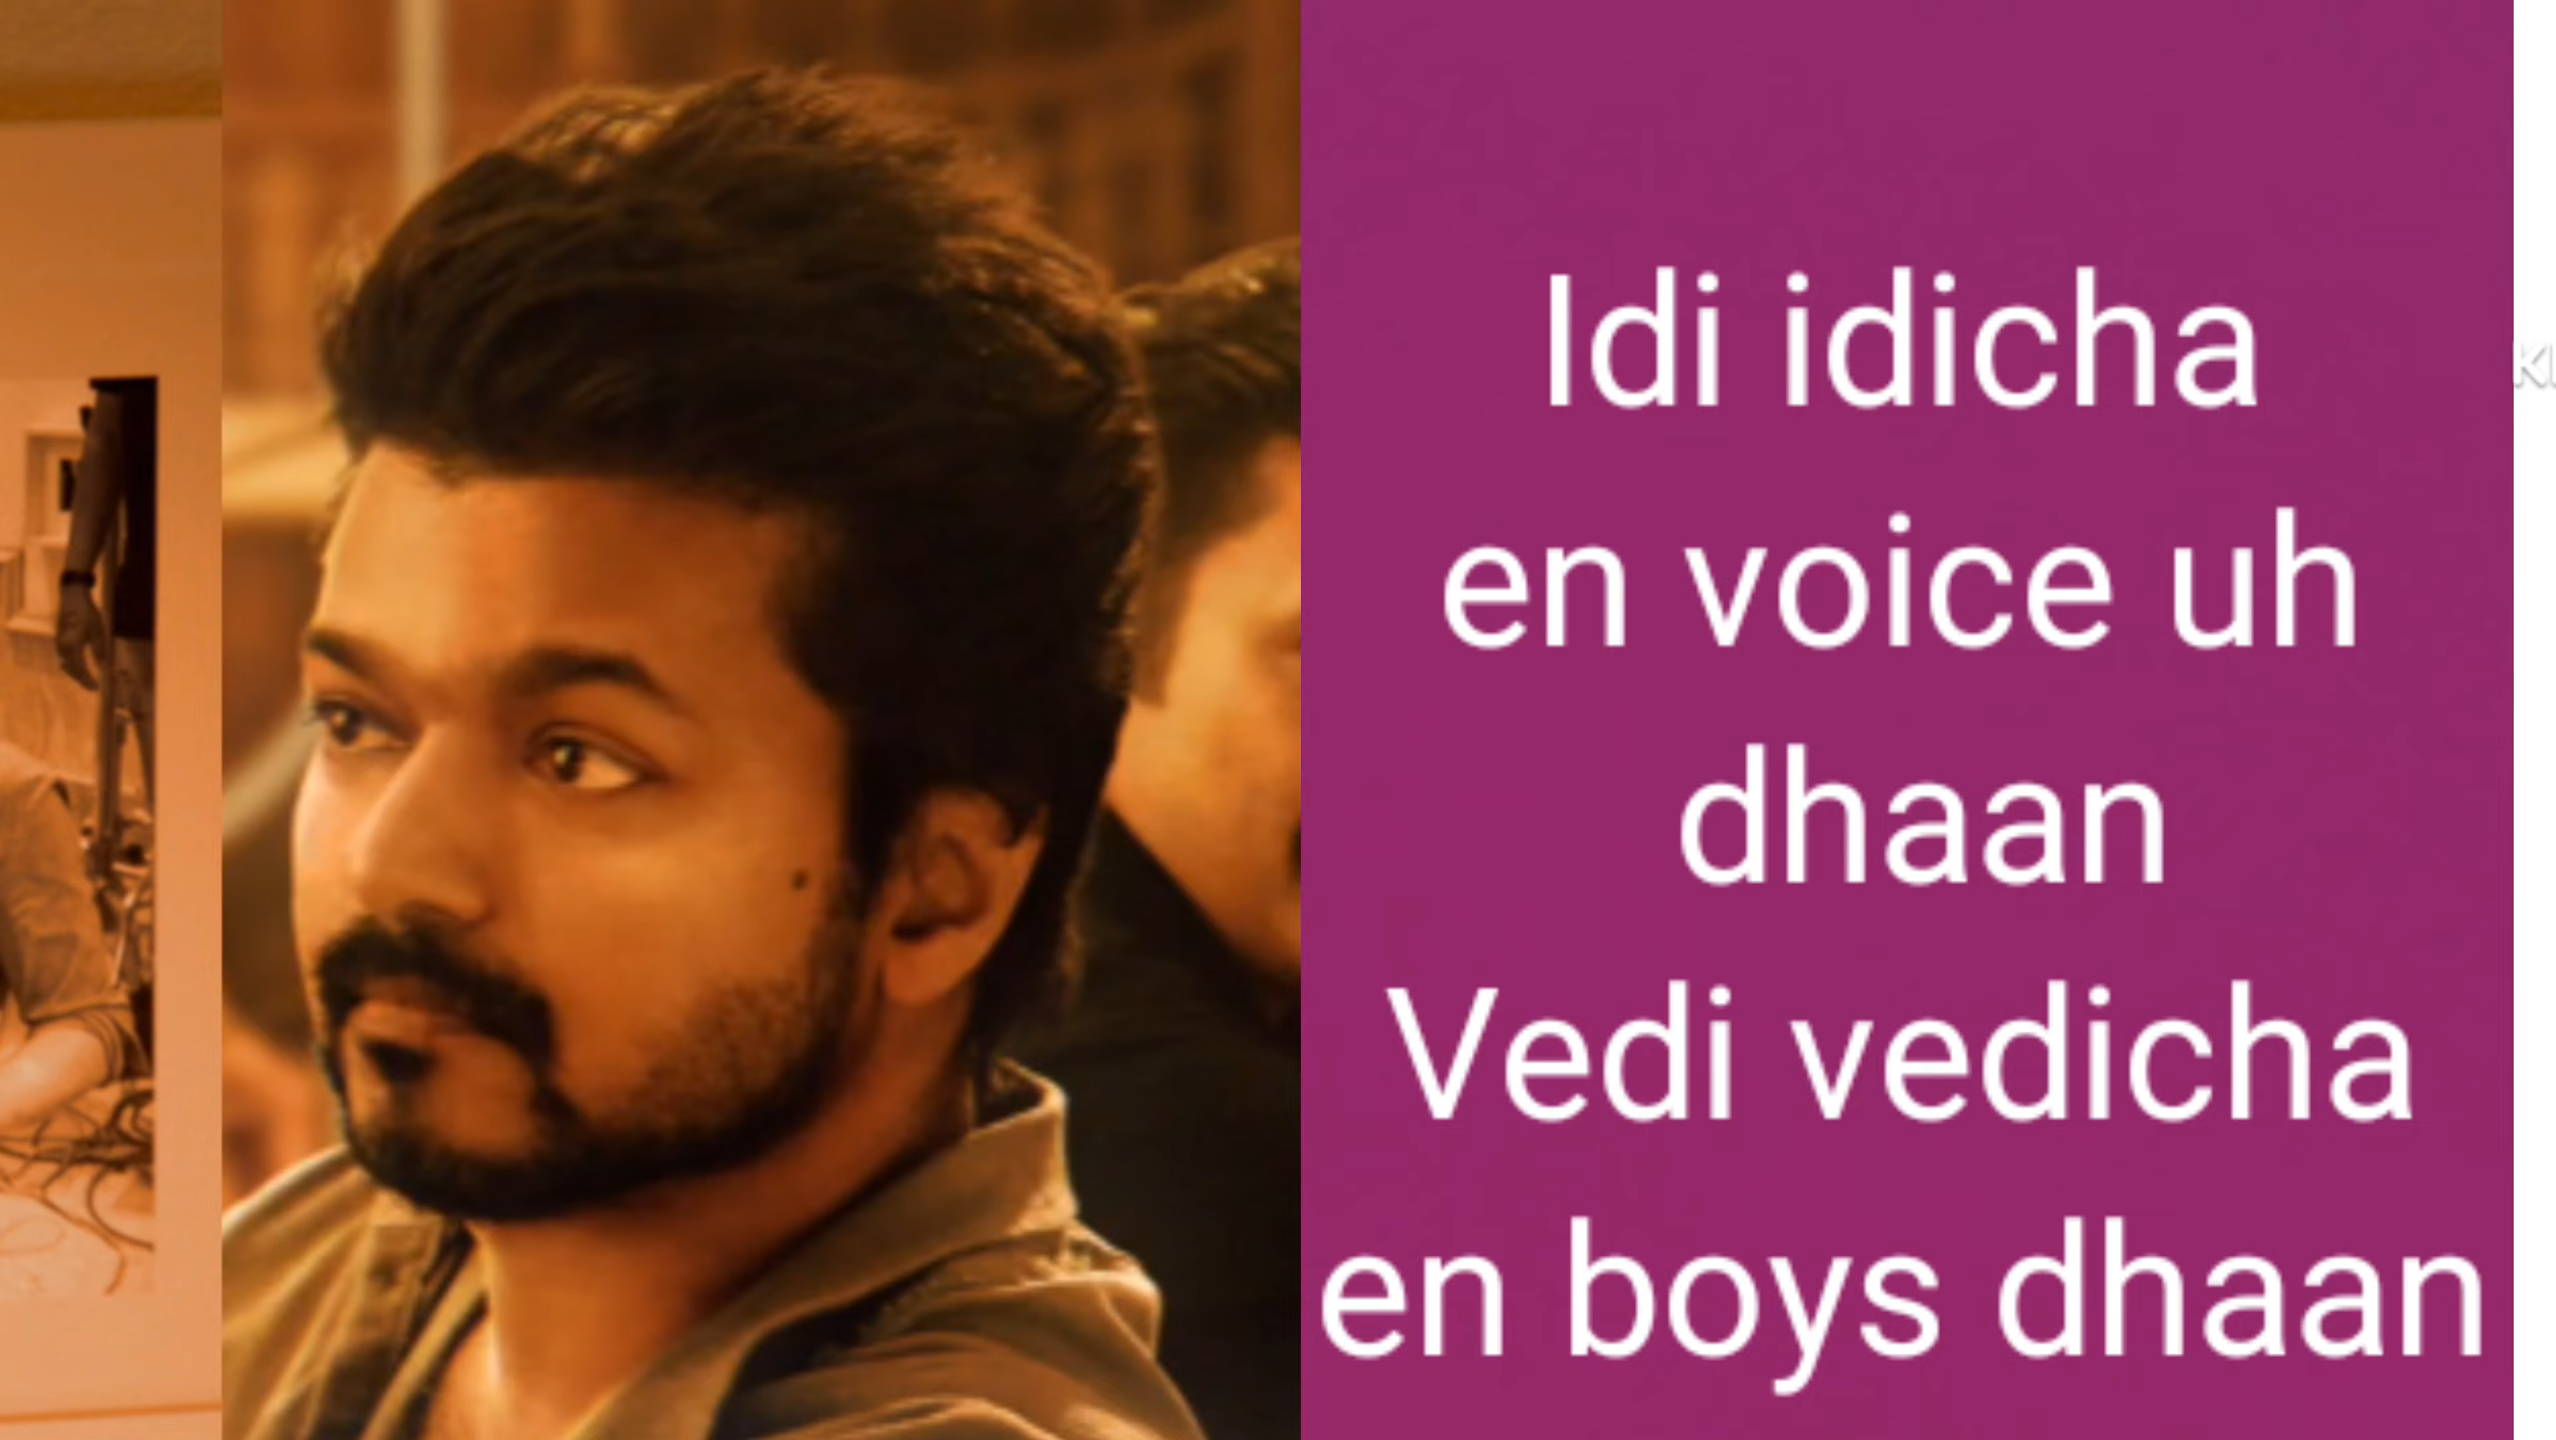 Idi idicha
en voice uh
dhaan
Vedi vedicha
en boys dhaan